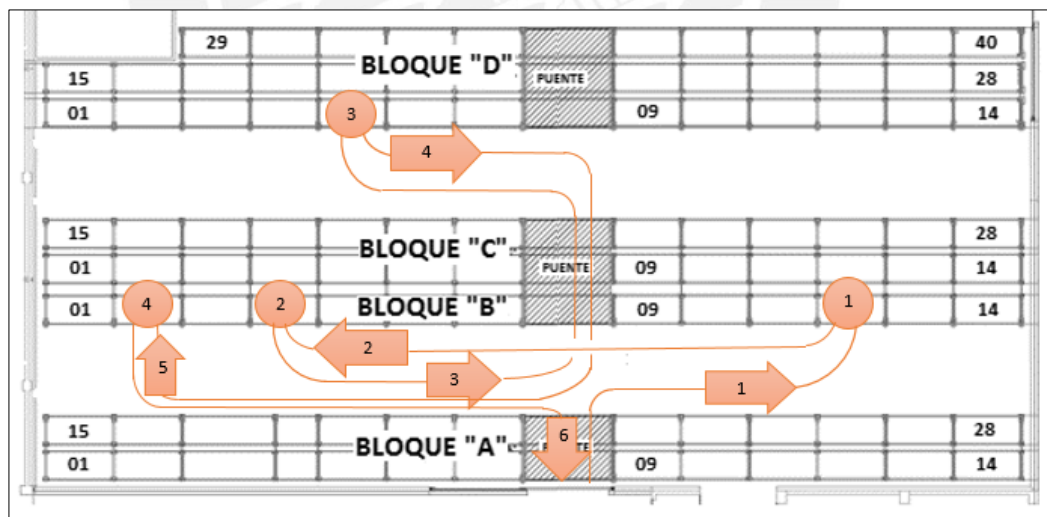 29 40
BLOQUE "D"
15 PUENTE 28
01 3 09 14
4
15 28
BLOQUE "C"
01 PUENTE 09 14
4 2 1
01 BLOQUE "B" 09 14
2
5 3 1
15 6 28
BLOQUE "A"
01 09 14